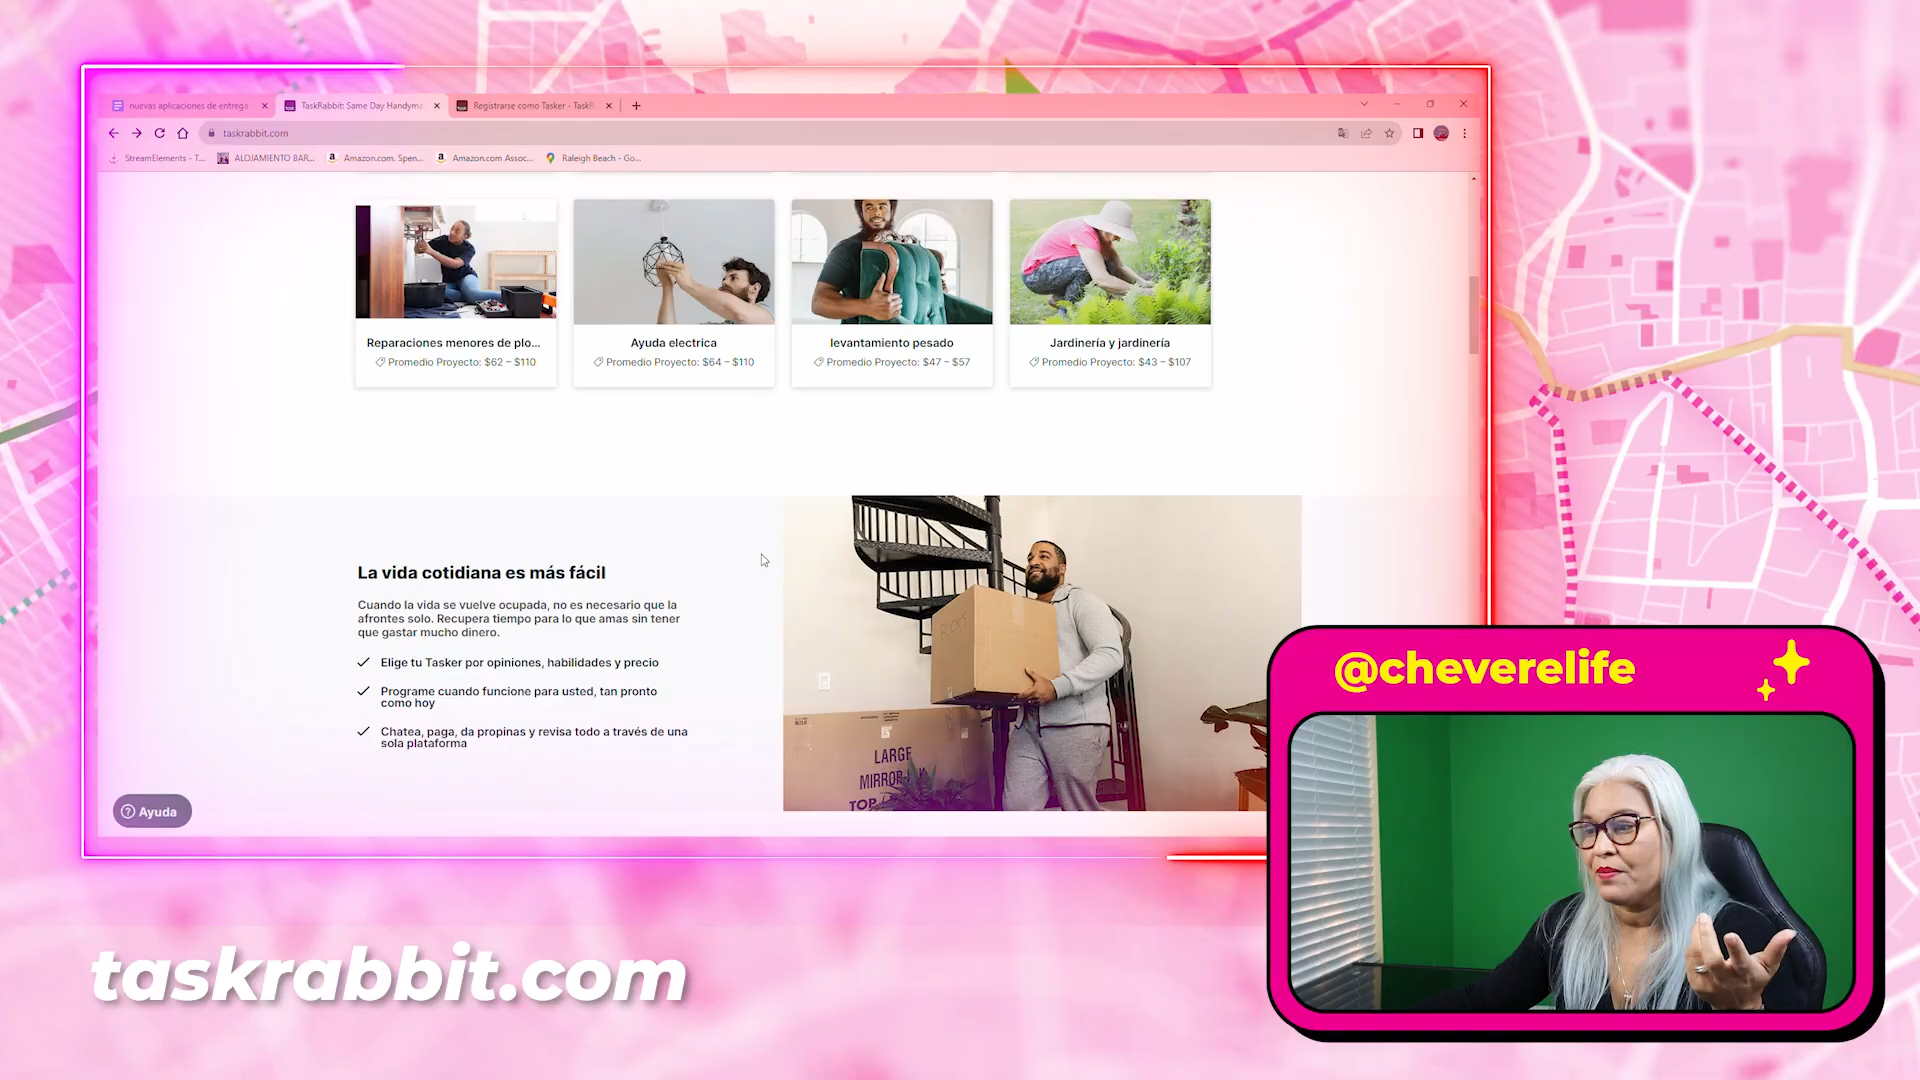 nuevas aplicaciones de entrega
TaskRabbit: Same Day Handyma
Registrarse como Tasker - TaskR
taskrabbit.com
StreamElements - T...
ALOJAMIENTO BAR...
Amazon.com. Spen...
Amazon.com Assoc...
Raleigh Beach - Go...
Reparaciones menores de plo...
Promedio Proyecto: $62 – $110
Ayuda electrica
Promedio Proyecto: $64 – $110
levantamiento pesado
Promedio Proyecto: $47 – $57
Jardinería y jardinería
Promedio Proyecto: $43 – $107
La vida cotidiana es más fácil
Cuando la vida se vuelve ocupada, no es necesario que la
afrontes solo. Recupera tiempo para lo que amas sin tener
que gastar mucho dinero.
Elige tu Tasker por opiniones, habilidades y precio
Programe cuando funcione para usted, tan pronto
como hoy
Chatea, paga, da propinas y revisa todo a través de una
sola plataforma
BOOKS
LARGE
MIRROR
TOP
Ayuda
@cheverelife
taskrabbit.com